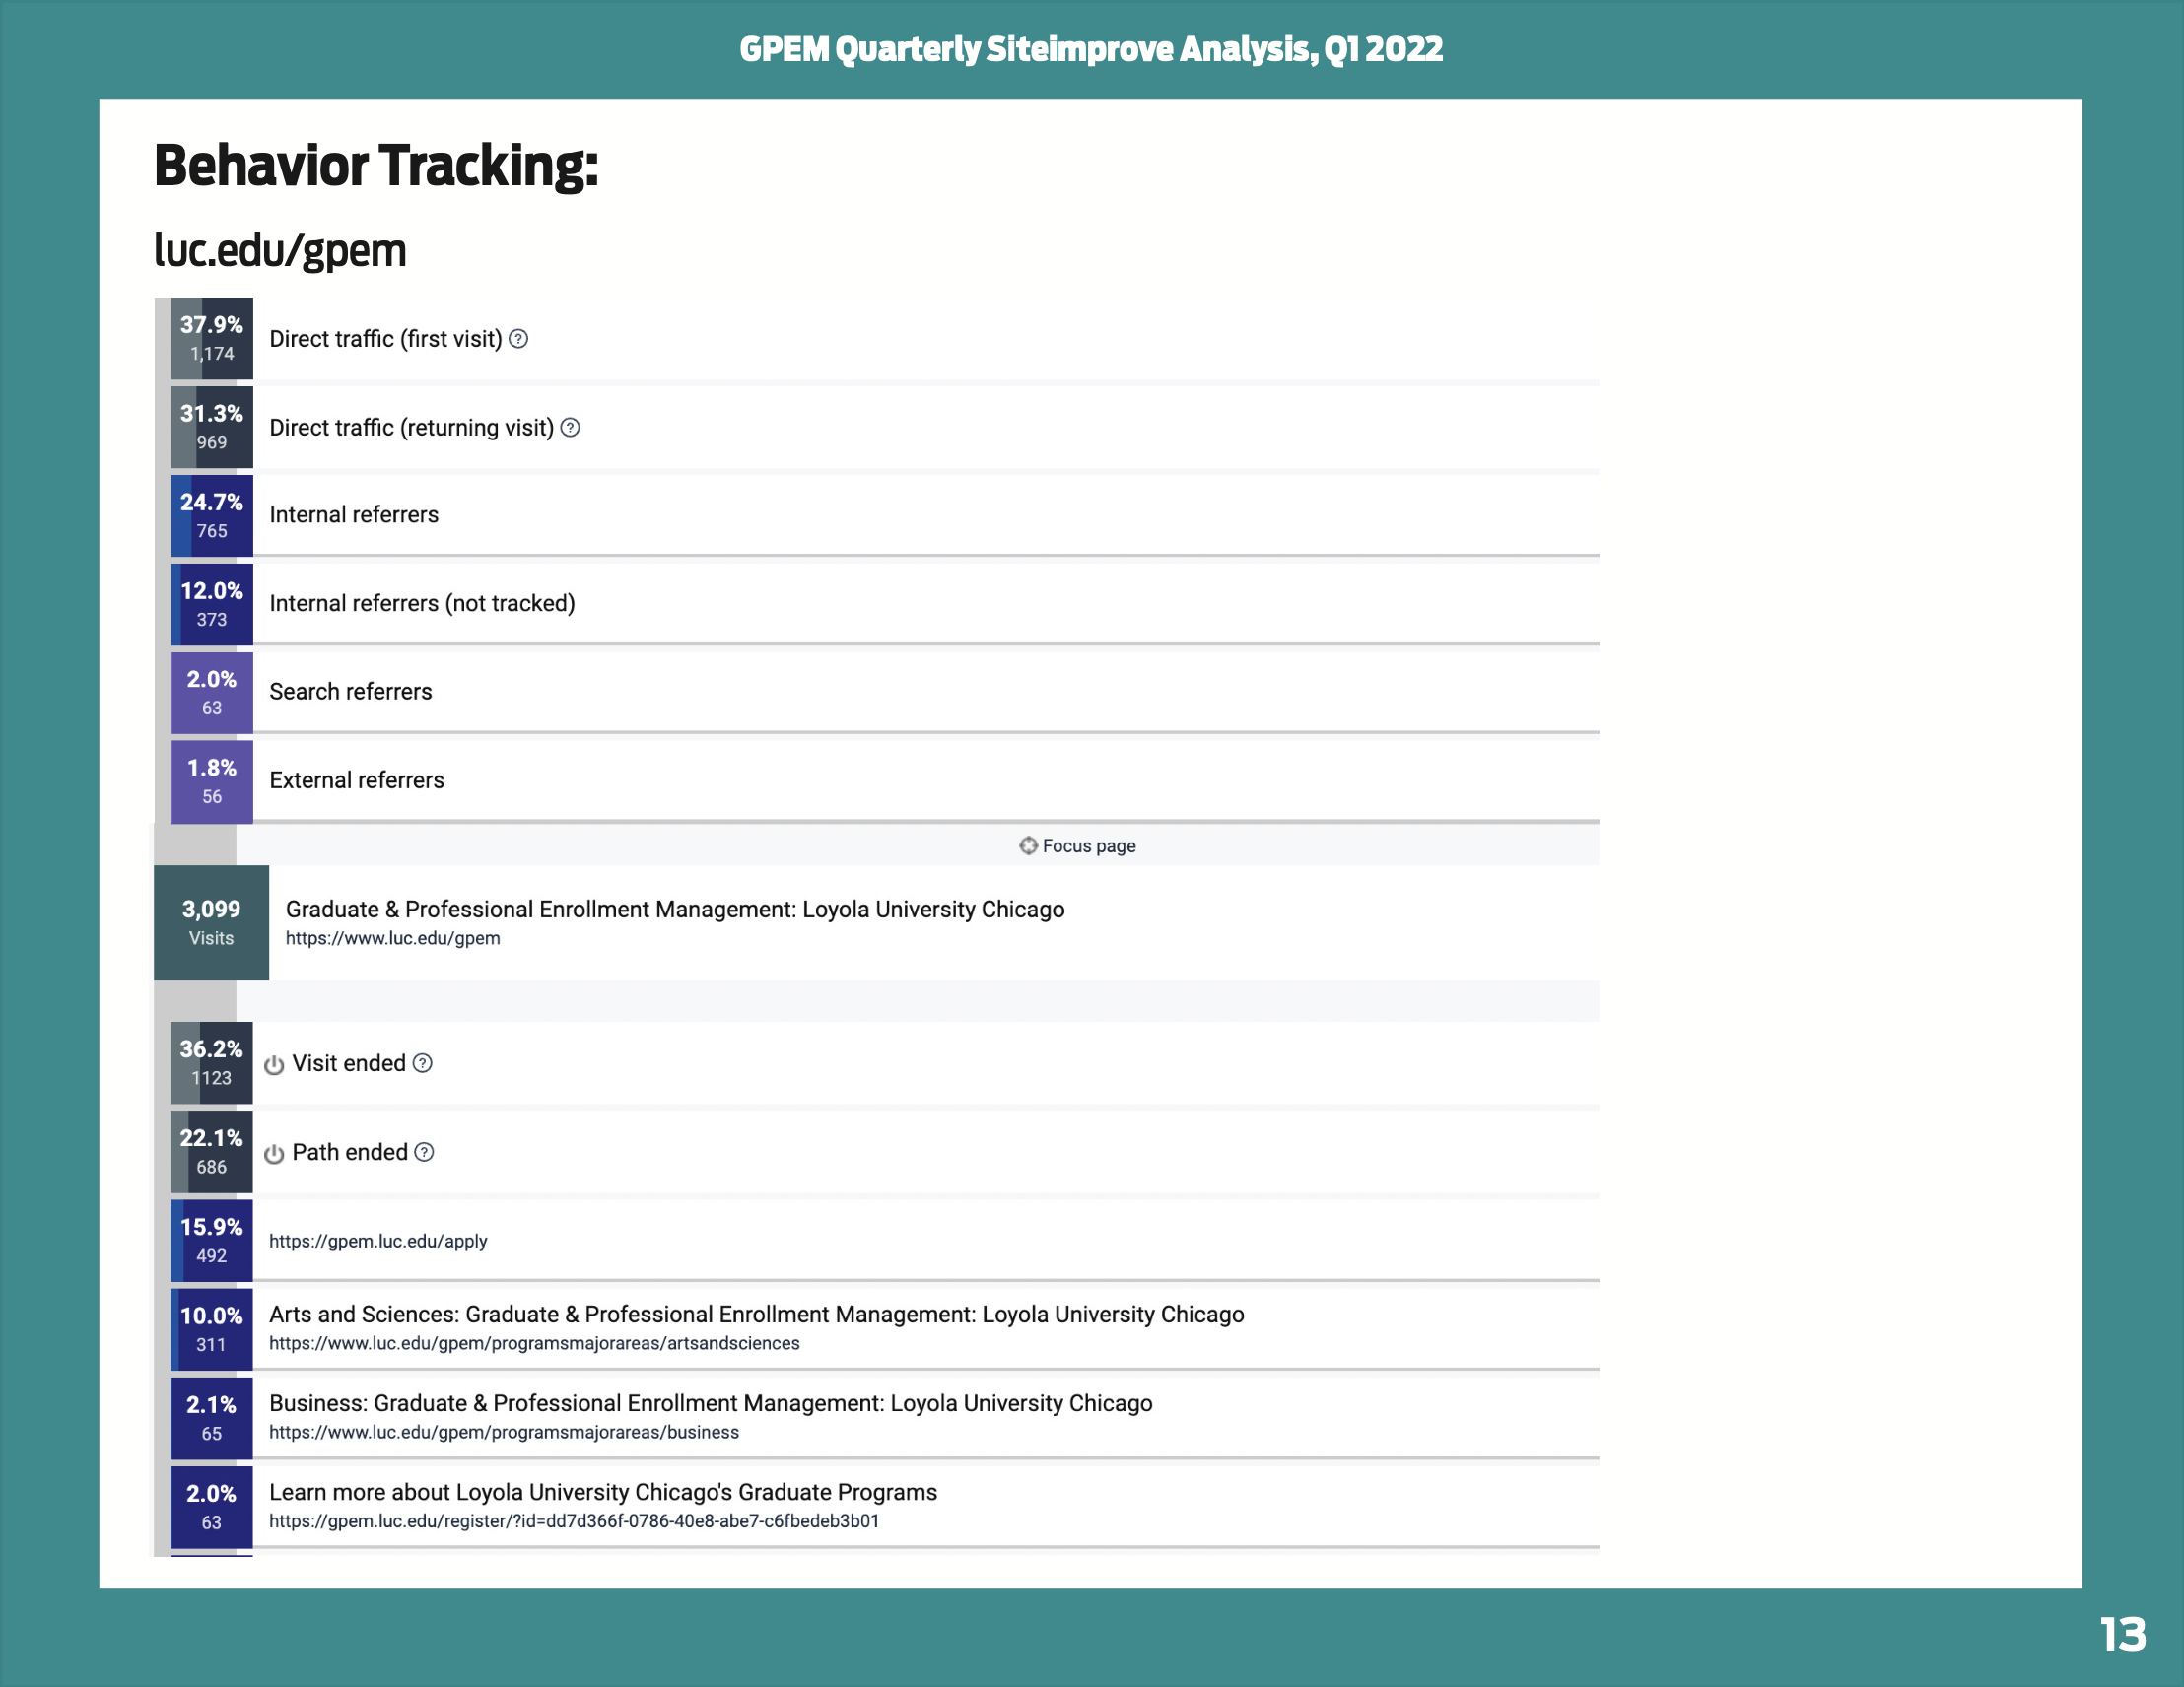 GPEM Quarterly Siteimprove Analysis, Q1 2022
Behavior Tracking:
luc.edu/gpem
37.9%
1,174
Direct traffic (first visit) ?
31.3%
969
Direct traffic (returning visit) ?
24.7%
765
Internal referrers
12.0%
373
Internal referrers (not tracked)
2.0%
63
Search referrers
1.8%
56
External referrers
Focus page
3,099
Visits
Graduate & Professional Enrollment Management: Loyola University Chicago
https://www.luc.edu/gpem
36.2%
1123
Visit ended ?
22.1%
686
Path ended ?
15.9%
492
https://gpem.luc.edu/apply
10.0%
311
Arts and Sciences: Graduate & Professional Enrollment Management: Loyola University Chicago
https://www.luc.edu/gpem/programsmajorareas/artsandsciences
2.1%
65
Business: Graduate & Professional Enrollment Management: Loyola University Chicago
https://www.luc.edu/gpem/programsmajorareas/business
2.0%
63
Learn more about Loyola University Chicago's Graduate Programs
https://gpem.luc.edu/register/?id=dd7d366f-0786-40e8-abe7-c6fbedeb3b01
13